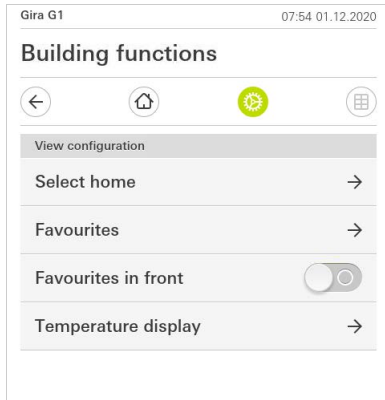 Gira G1 07:54 01.12.2020
Building functions
View configuration
Select home
Favourites
Favourites in front
Temperature display